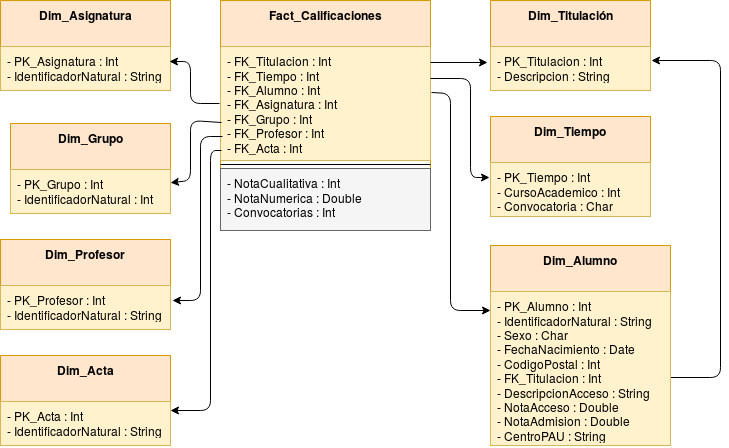 Dim_Asignatura
- PK_Asignatura : Int
- IdentificadorNatural : String
Dim_Grupo
- PK_Grupo : Int
- IdentificadorNatural : Int
Dim_Profesor
- PK_Profesor : Int
- IdentificadorNatural : String
Dim_Acta
- PK_Acta : Int
- IdentificadorNatural : String
Fact_Calificaciones
- FK_Titulacion : Int
- FK_Tiempo : Int
- FK_Alumno : Int
- FK_Asignatura : Int
- FK_Grupo : Int
- FK_Profesor : Int
- FK_Acta : Int
- NotaCualitativa : Int
- NotaNumerica : Double
- Convocatorias : Int
Dim_Titulación
- PK_Titulacion : Int
- Descripcion : String
Dim_Tiempo
- PK_Tiempo : Int
- CursoAcademico : Int
- Convocatoria : Char
Dim_Alumno
- PK_Alumno : Int
- IdentificadorNatural : String
- Sexo : Char
- FechaNacimiento : Date
- CodigoPostal : Int
- FK_Titulacion : Int
- DescripcionAcceso : String
- NotaAcceso : Double
- NotaAdmision : Double
- CentroPAU : String